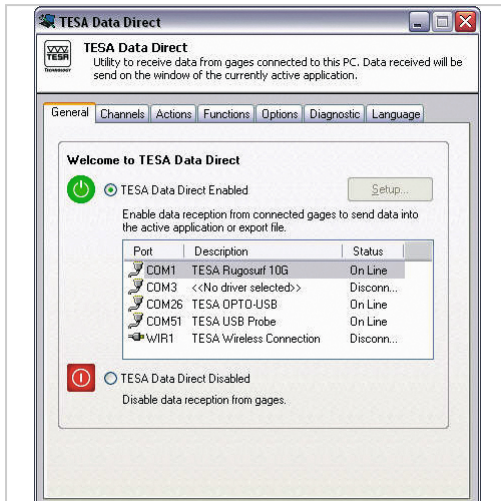 TESA Data Direct
TESA Data Direct
Utility to receive data from gages connected to this PC. Data received will be
send on the window of the currently active application.
TESA
TECHNOLOGY
General Channels Actions Functions Options Diagnostic Language
Welcome to TESA Data Direct
TESA Data Direct Enabled
Setup...
Enable data reception from connected gages to send data into
the active application or export file.
Port Description Status
COM1 TESA Rugosurf 10G On Line
COM3 <<No driver selected>> Disconn...
COM26 TESA OPTO-USB On Line
COM51 TESA USB Probe On Line
WIR1 TESA Wireless Connection Disconn...
TESA Data Direct Disabled
Disable data reception from gages.